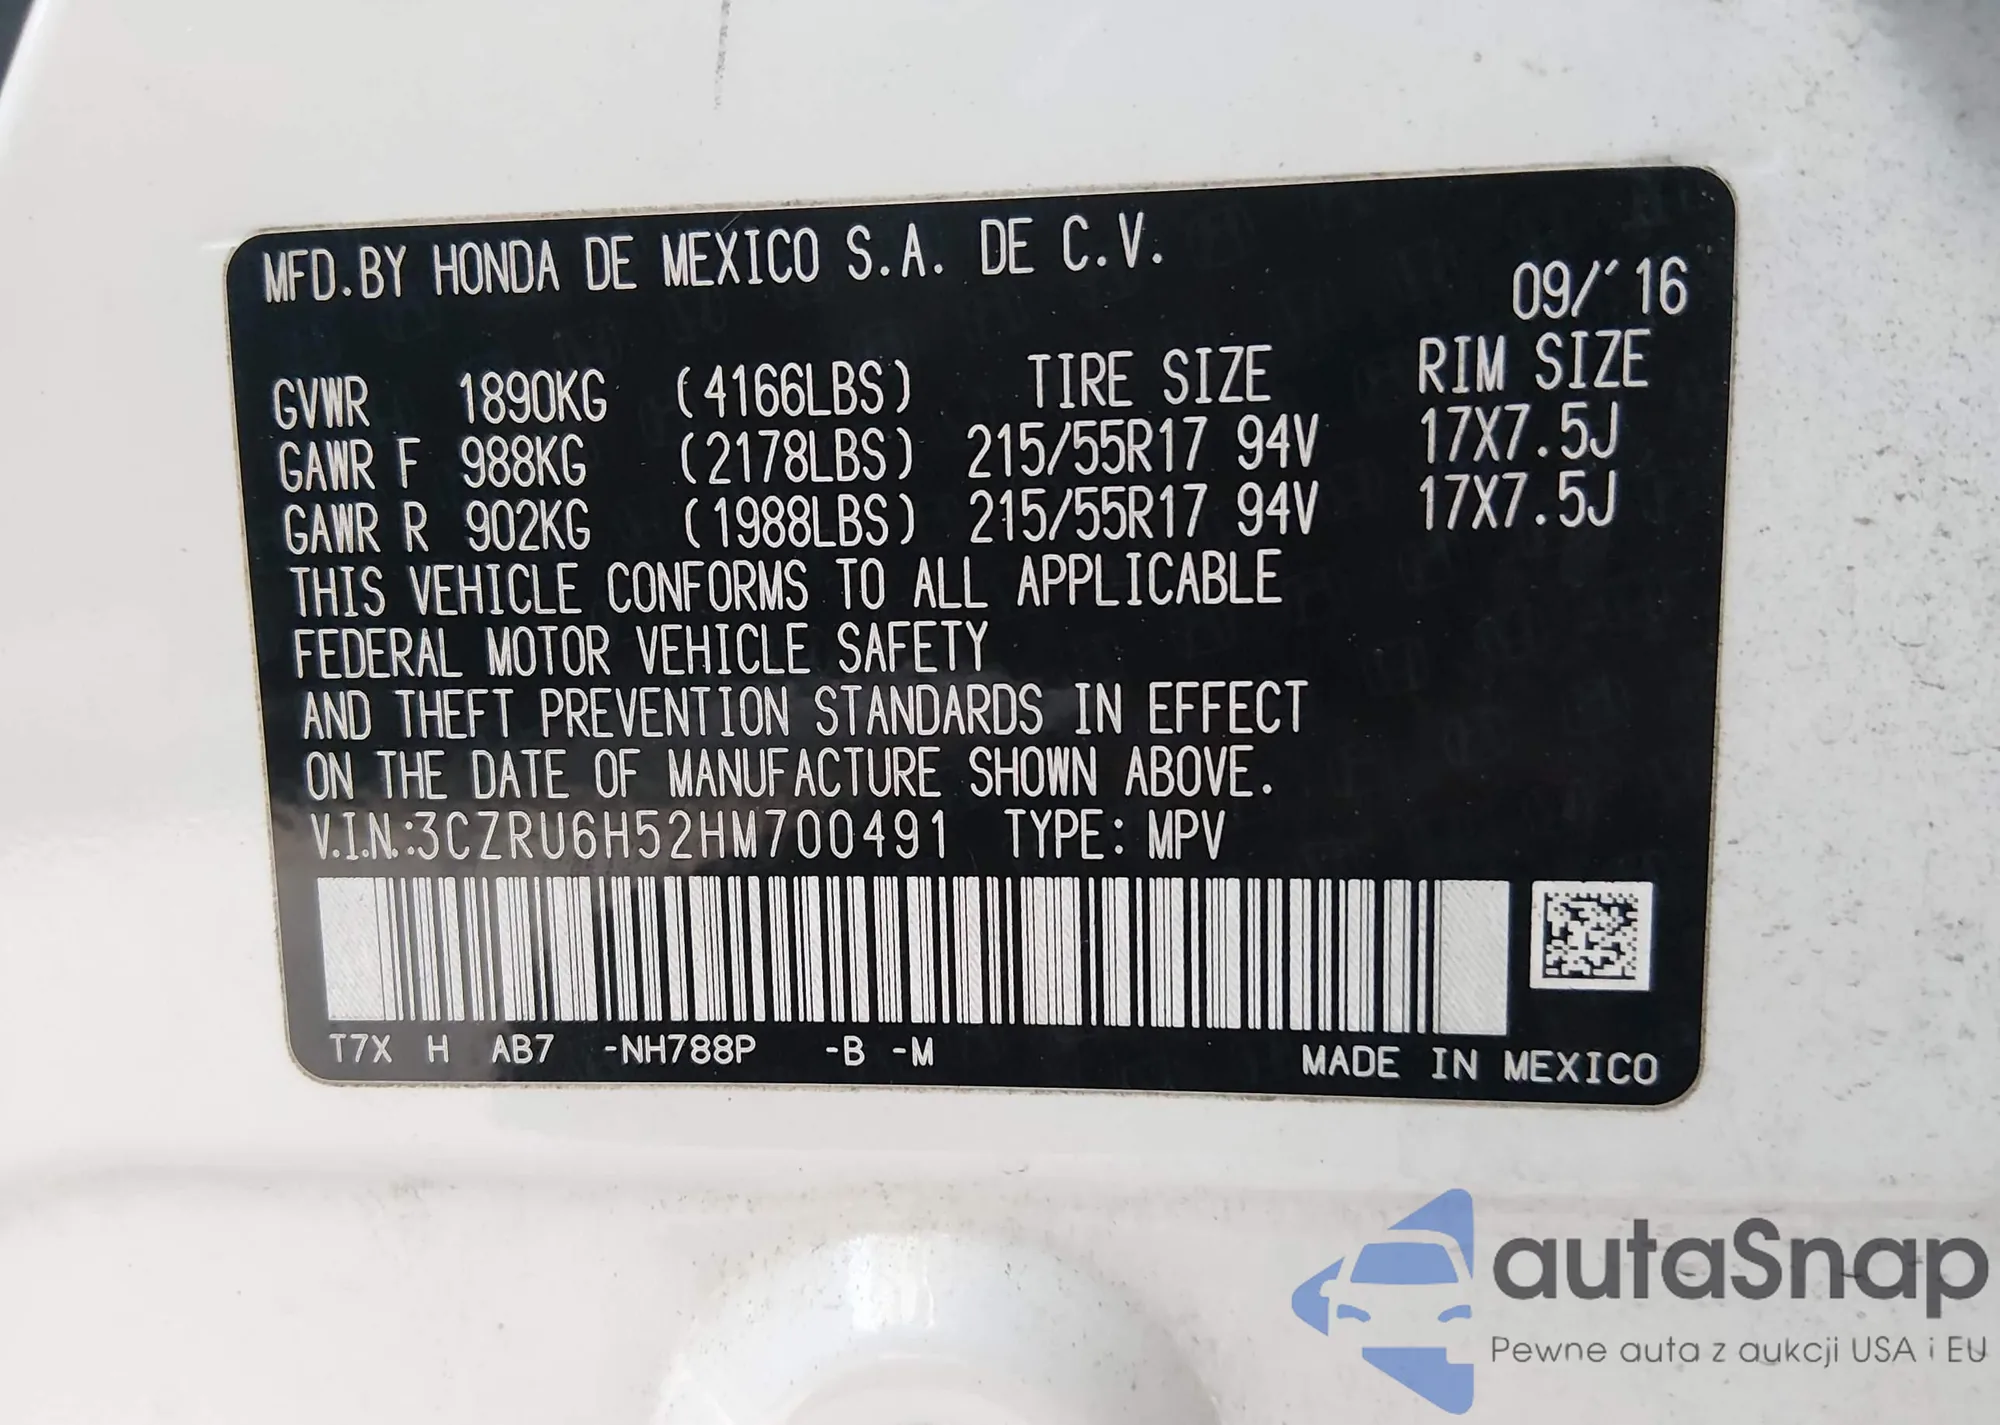 MFD.BY HONDA DE MEXICO S.A. DE C.V.
09/'16
GVWR 1890KG (4166LBS) TIRE SIZE RIM SIZE
GAWR F 988KG (2178LBS) 215/55R17 94V 17X7.5J
GAWR R 902KG (1988LBS) 215/55R17 94V 17X7.5J
THIS VEHICLE CONFORMS TO ALL APPLICABLE
FEDERAL MOTOR VEHICLE SAFETY
AND THEFT PREVENTION STANDARDS IN EFFECT
ON THE DATE OF MANUFACTURE SHOWN ABOVE.
V.I.N.:3CZRU6H52HM700491 TYPE: MPV
T7X H AB7 -NH788P -B -M MADE IN MEXICO
autaSnap
Pewne auta z aukcji USA i EU